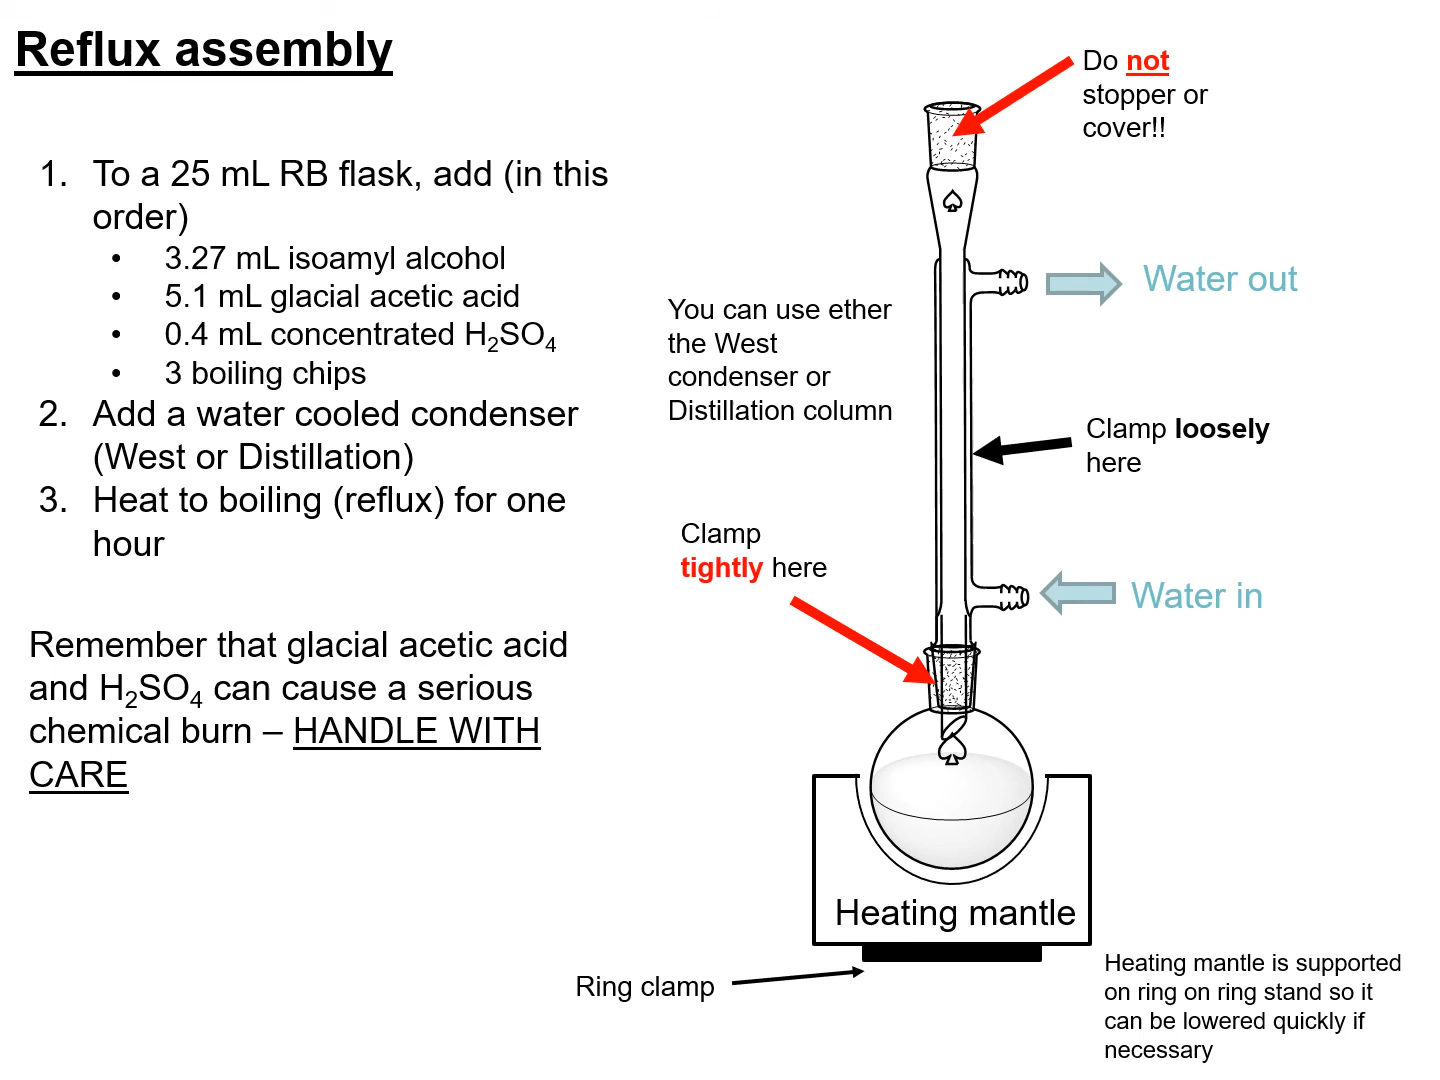 Reflux assembly
1. To a 25 mL RB flask, add (in this
order)
• 3.27 mL isoamyl alcohol
• 5.1 mL glacial acetic acid
• 0.4 mL concentrated H₂SO₄
• 3 boiling chips
2. Add a water cooled condenser
(West or Distillation)
3. Heat to boiling (reflux) for one
hour
Remember that glacial acetic acid
and H₂SO₄ can cause a serious
chemical burn – HANDLE WITH
CARE
Do not
stopper or
cover!!
Water out
You can use ether
the West
condenser or
Distillation column
Clamp loosely
here
Clamp
tightly here
Water in
Heating mantle
Ring clamp
Heating mantle is supported
on ring on ring stand so it
can be lowered quickly if
necessary